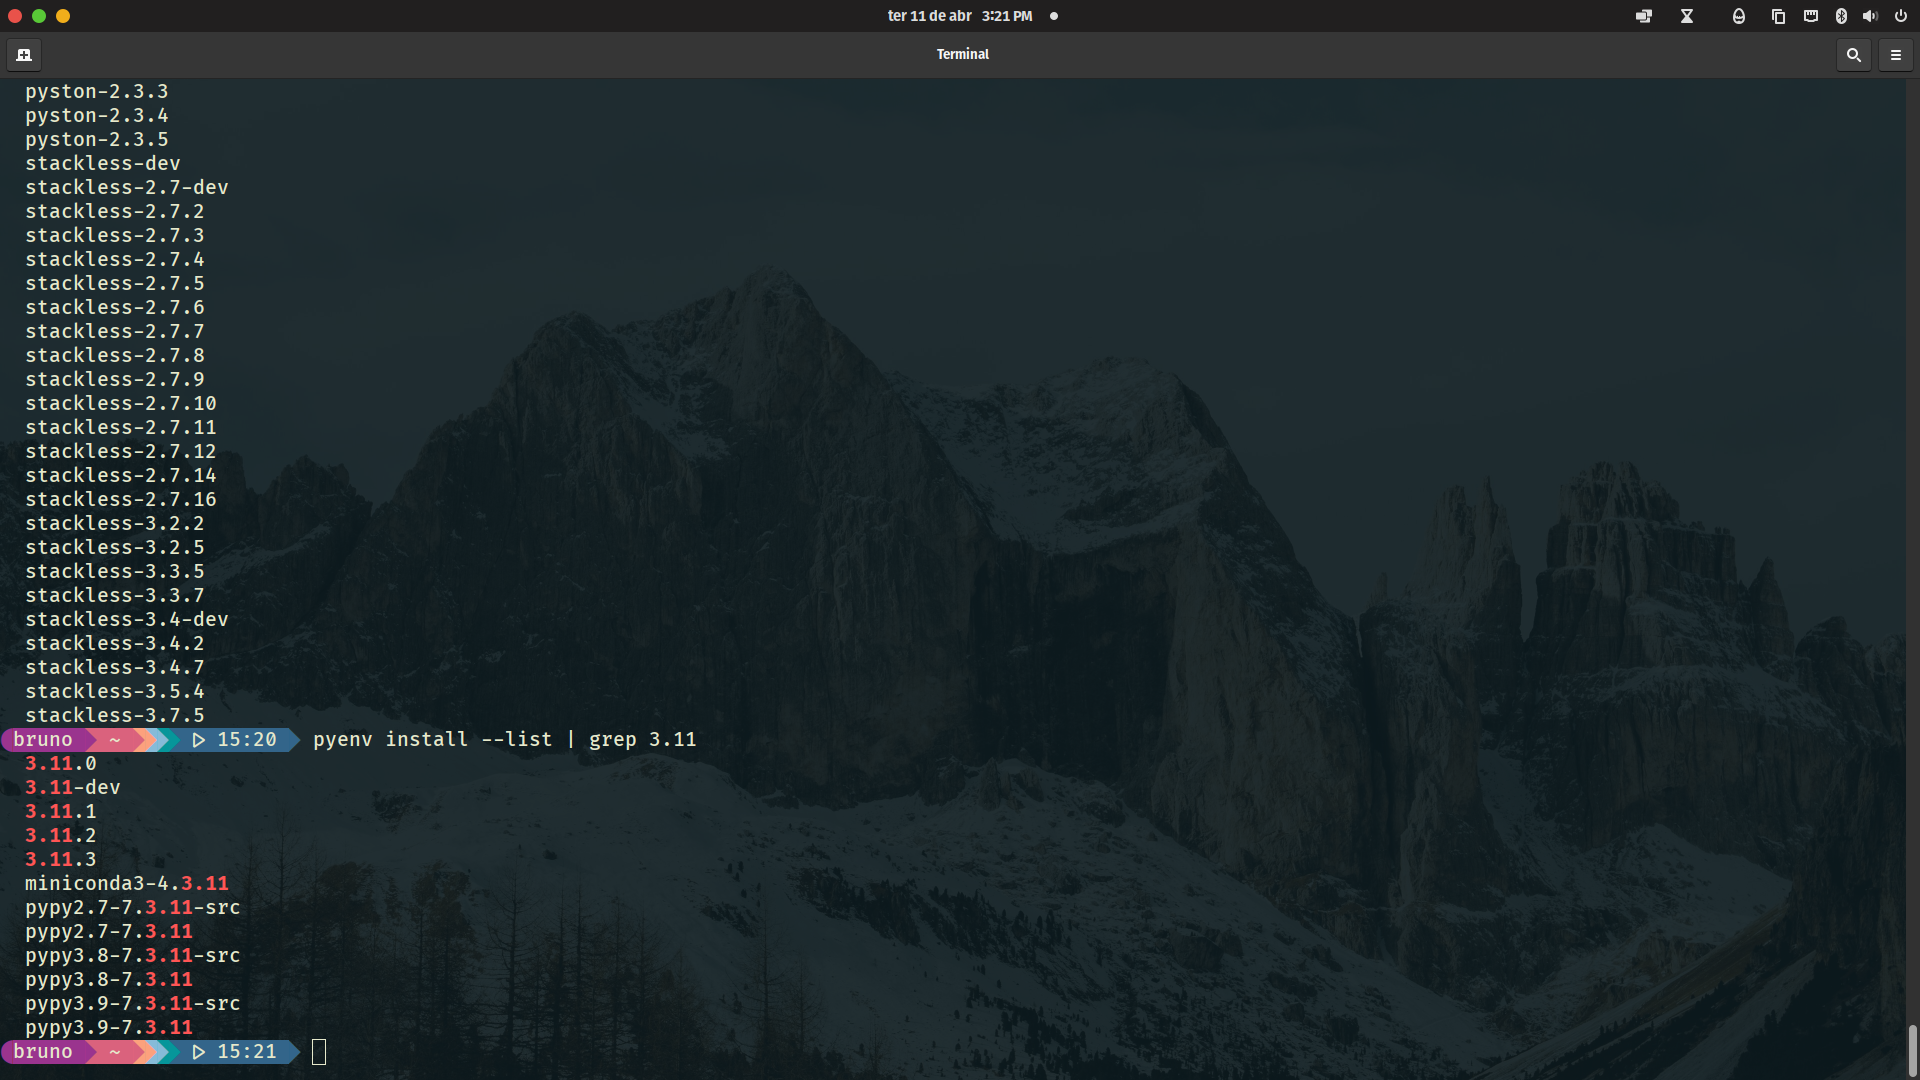 ter 11 de abr 3:21 PM
Terminal
pyston-2.3.3
pyston-2.3.4
pyston-2.3.5
stackless-dev
stackless-2.7-dev
stackless-2.7.2
stackless-2.7.3
stackless-2.7.4
stackless-2.7.5
stackless-2.7.6
stackless-2.7.7
stackless-2.7.8
stackless-2.7.9
stackless-2.7.10
stackless-2.7.11
stackless-2.7.12
stackless-2.7.14
stackless-2.7.16
stackless-3.2.2
stackless-3.2.5
stackless-3.3.5
stackless-3.3.7
stackless-3.4-dev
stackless-3.4.2
stackless-3.4.7
stackless-3.5.4
stackless-3.7.5
bruno ~ 15:20 pyenv install --list | grep 3.11
3.11.0
3.11-dev
3.11.1
3.11.2
3.11.3
miniconda3-4.3.11
pypy2.7-7.3.11-src
pypy2.7-7.3.11
pypy3.8-7.3.11-src
pypy3.8-7.3.11
pypy3.9-7.3.11-src
pypy3.9-7.3.11
bruno ~ 15:21